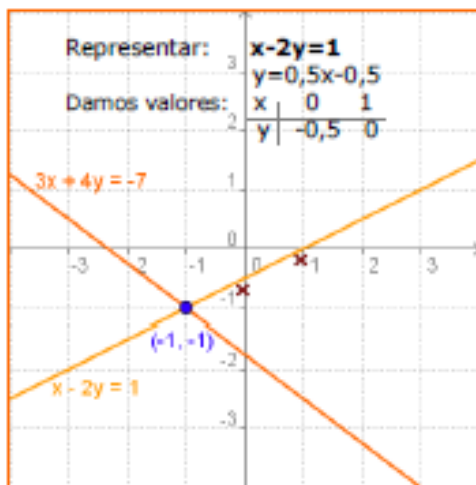 Representar: x-2y=1
y=0,5x-0,5
Damos valores: x 0 1
y -0,5 0
3x + 4y = -7
(-1, -1)
x - 2y = 1
3
2
1
0
-1
-2
-3
-3 -2 -1 0 1 2 3